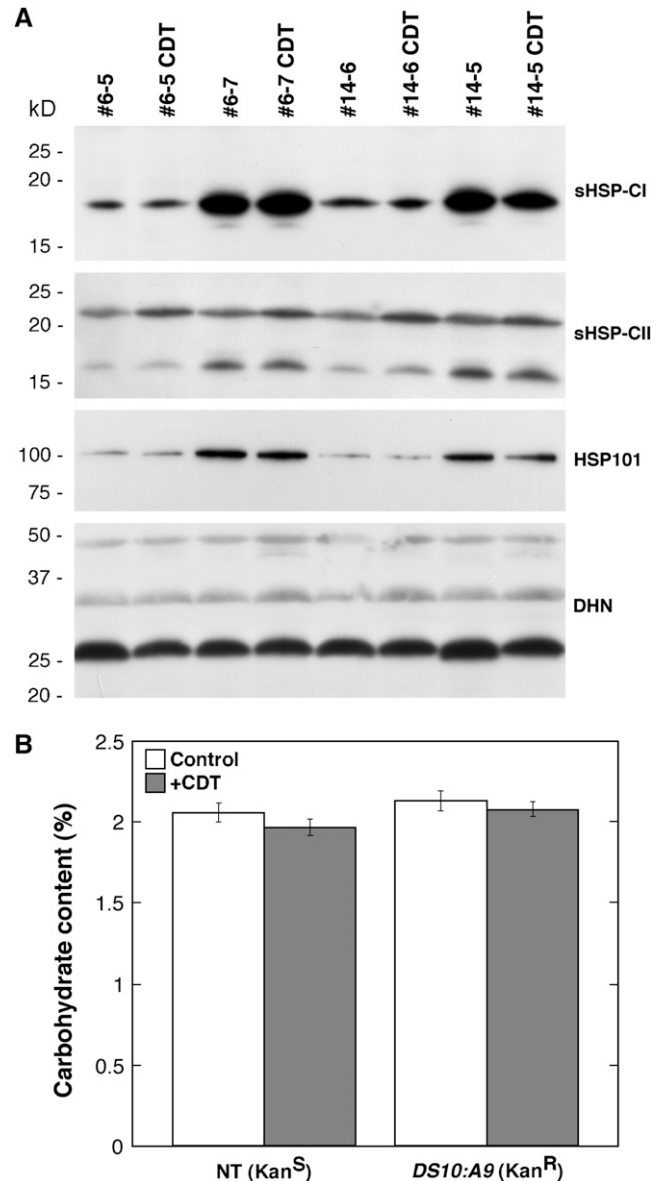 A
#6-5 #6-5 CDT #6-7 #6-7 CDT #14-6 #14-6 CDT #14-5 #14-5 CDT
kD
25 -
20 -
15 -
sHSP-CI
25 -
20 -
15 -
sHSP-CII
100 -
75 -
HSP101
50 -
37 -
25 -
20 -
DHN
B
Carbohydrate content (%)
2.5
2
1.5
1
0.5
0
Control
+CDT
NT (Kan^S) DS10:A9 (Kan^R)